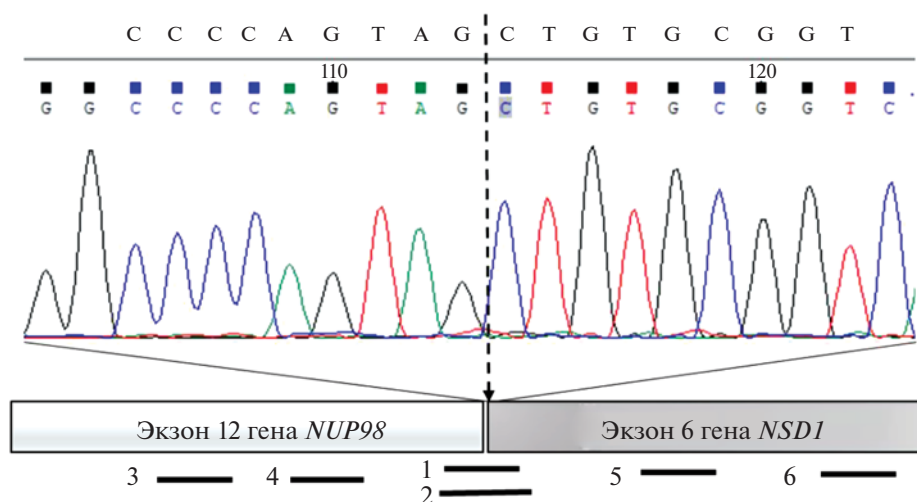 C C C C A G T A G C T G T G C G G T
110 120
G G C C C C A G T A G C T G T G C G G T C
Экзон 12 гена NUP98 Экзон 6 гена NSD1
3 4 1 5 6
2